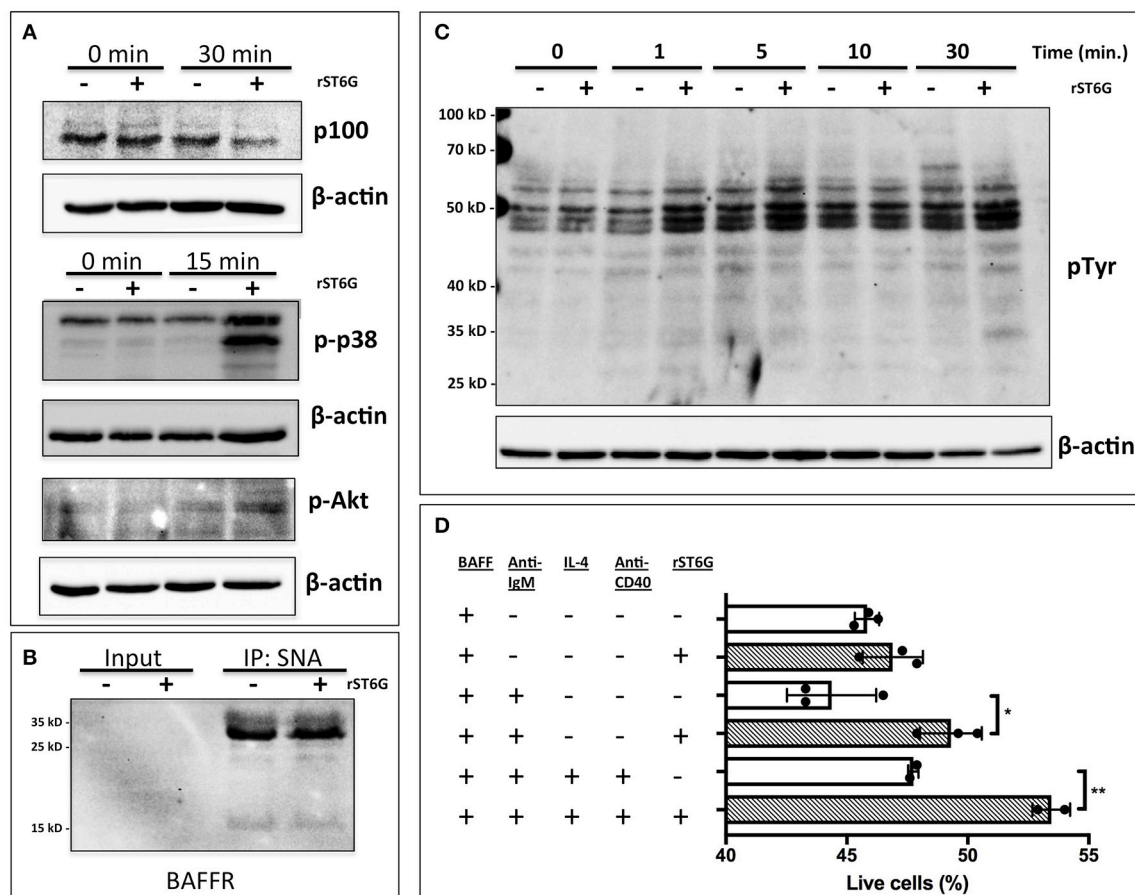 A
0 min 30 min
- + - + rST6G
p100
β-actin
0 min 15 min
- + - + rST6G
p-p38
β-actin
p-Akt
β-actin
B
Input IP: SNA
- + - + rST6G
35 kD -
25 kD -
15 kD -
BAFFR
C
0 1 5 10 30 Time (min.)
- + - + - + - + - + rST6G
100 kD -
70 kD -
50 kD -
40 kD -
35 kD -
25 kD -
pTyr
β-actin
D
BAFF Anti-IgM IL-4 Anti-CD40 rST6G
+ - - - -
+ - - - +
+ + - - -
+ + - - +
+ + + + -
+ + + + +
*
**
40 45 50 55
Live cells (%)